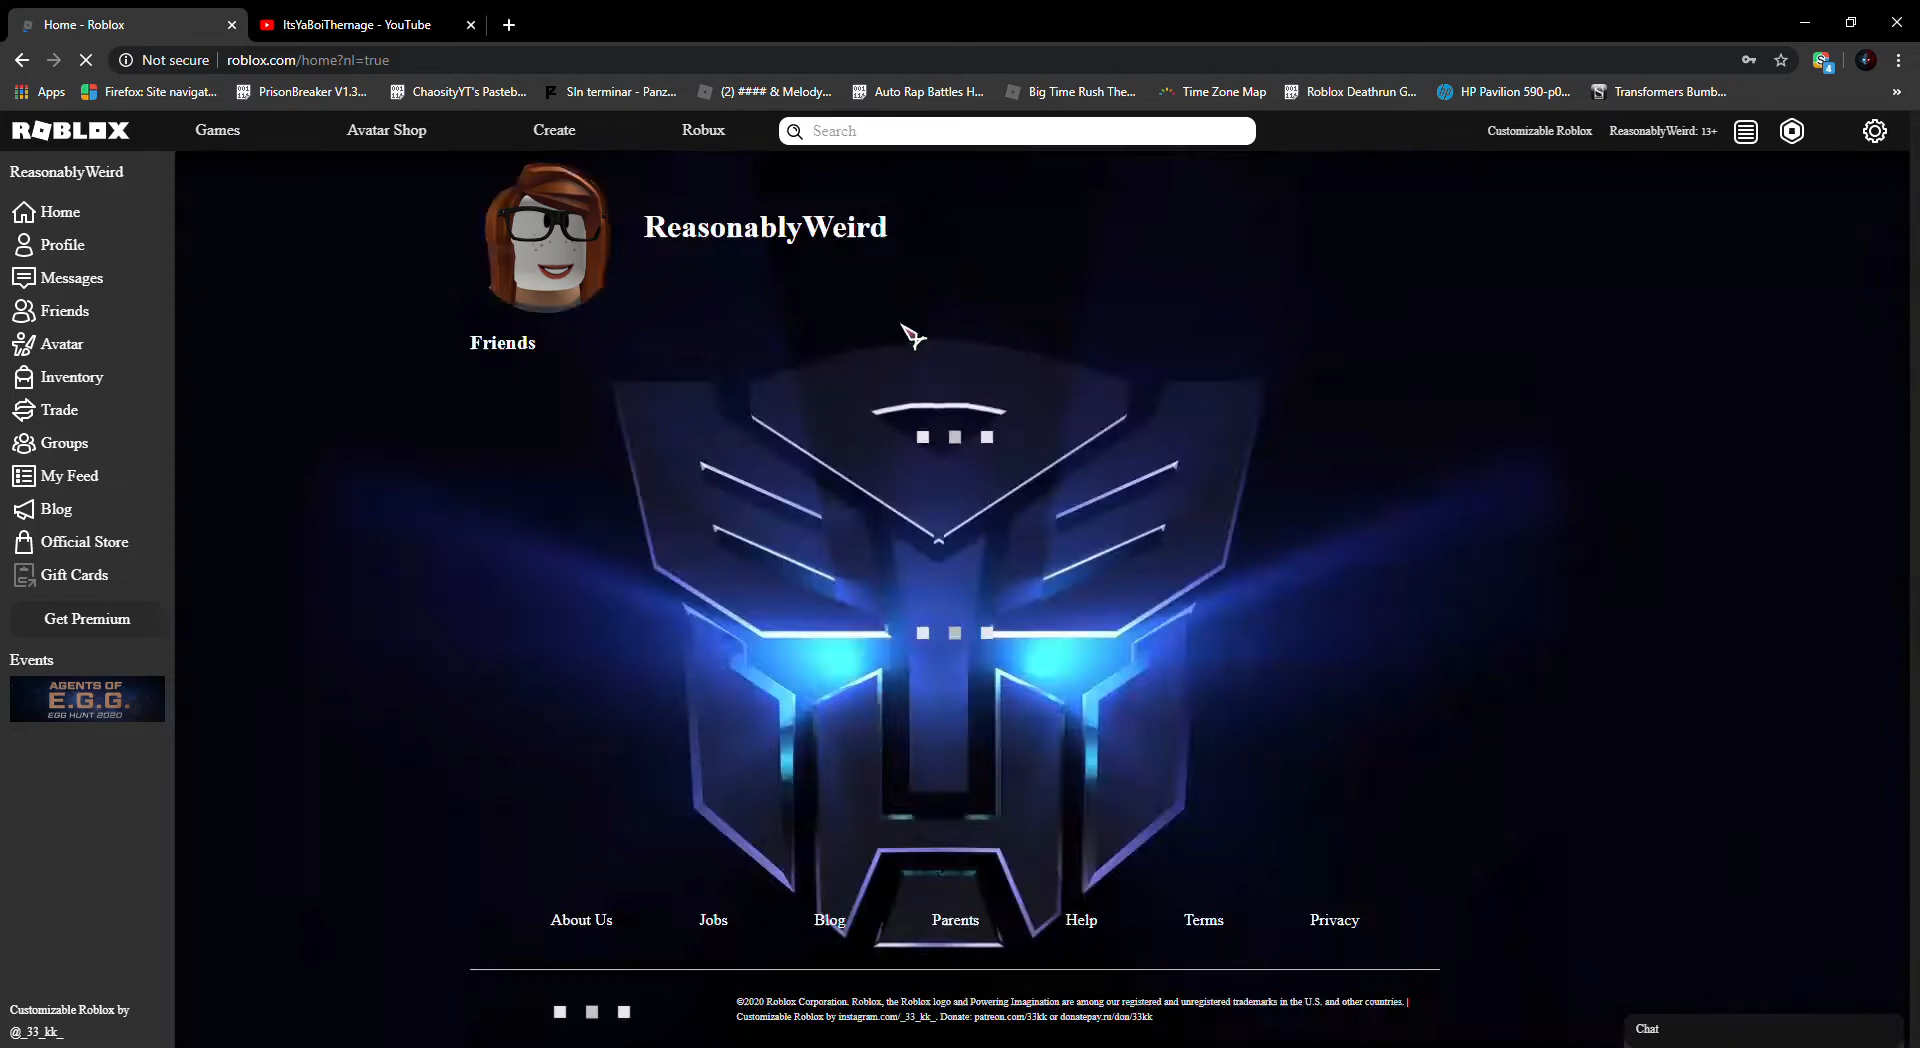 Home - Roblox
ItsYaBoiThernage - YouTube
Not secure
roblox.com/home?nl=true
4
Apps
Firefox: Site navigat...
PrisonBreaker V1.3...
ChaosityYT's Pasteb...
SIn terminar - Panz...
(2) #### & Melody...
Auto Rap Battles H...
Big Time Rush The...
Time Zone Map
Roblox Deathrun G...
HP Pavilion 590-p0...
Transformers Bumb...
ROBLOX
Games
Avatar Shop
Create
Robux
Search
Customizable Roblox
ReasonablyWeird: 13+
ReasonablyWeird
Home
Profile
Messages
Friends
Avatar
Inventory
Trade
Groups
My Feed
Blog
Official Store
Gift Cards
Get Premium
Events
AGENTS OF
E.G.G.
EGG HUNT 2020
Customizable Roblox by
@_33_kk_
ReasonablyWeird
Friends
About Us
Jobs
Blog
Parents
Help
Terms
Privacy
©2020 Roblox Corporation. Roblox, the Roblox logo and Powering Imagination are among our registered and unregistered trademarks in the U.S. and other countries. |
Customizable Roblox by instagram.com/_33_kk_. Donate: patreon.com/33kk or donatepay.ru/don/33kk
Chat